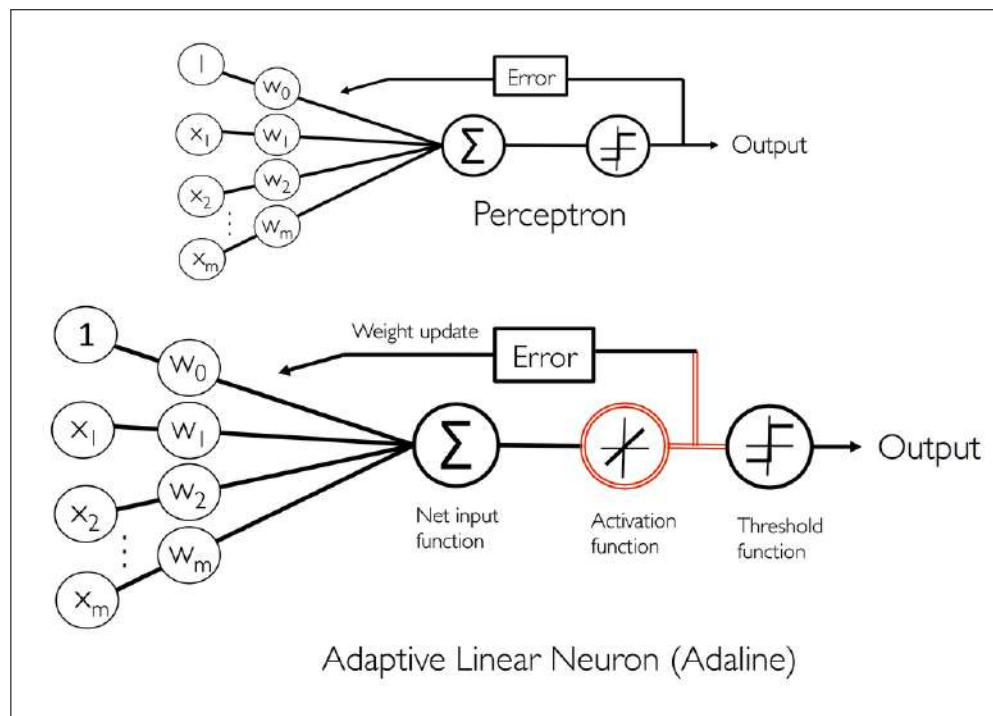 1
w0
Error
x1
w1
Σ
Output
x2
w2
Perceptron
wm
xm
1
Weight update
Error
w0
x1
w1
Σ
Output
x2
w2
Net input
function
Activation
function
Threshold
function
wm
xm
Adaptive Linear Neuron (Adaline)